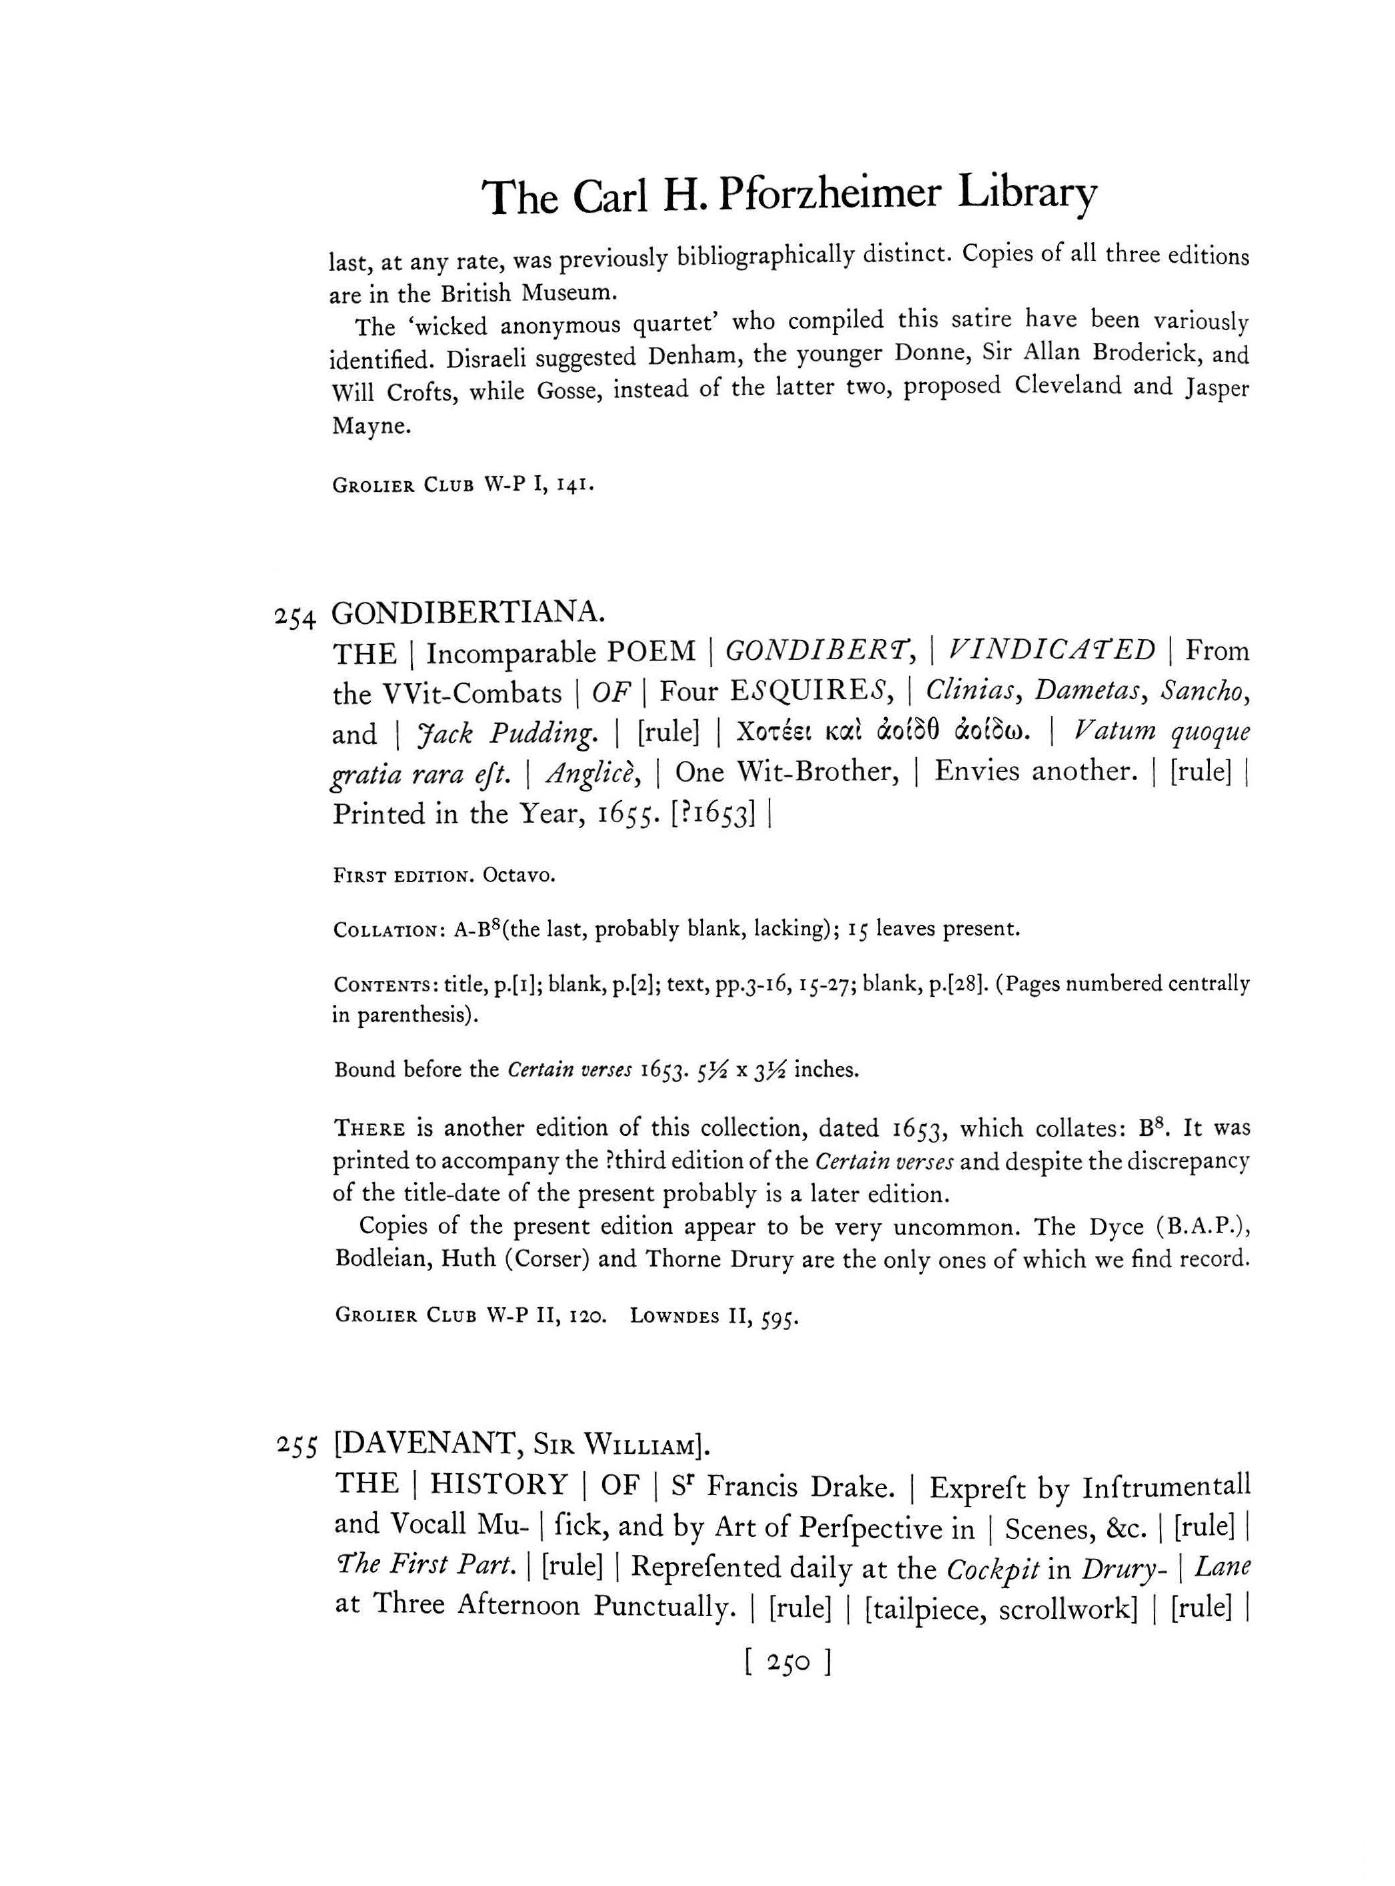 The Carl H. Pforzheimer Library
last, at any rate, was previously bibliographically distinct. Copies of all three editions
are in the British Museum.
The ‘wicked anonymous quartet’ who compiled this satire have been variously
identified. Disraeli suggested Denham, the younger Donne, Sir Allan Broderick, and
Will Crofts, while Gosse, instead of the latter two, proposed Cleveland and Jasper
Mayne.
Grolier Club W-P I, 141.
254 GONDIBERTIANA.
THE | Incomparable POEM | GONDIBERT, | VINDICATED | From
the VVit-Combats | OF | Four ESQUIRES, | Clinias, Dametas, Sancho,
and | Jack Pudding. | [rule] | Χοτέει καὶ ἀοίδθ ἀοίδω. | Vatum quoque
gratia rara eſt. | Anglicè, | One Wit-Brother, | Envies another. | [rule] |
Printed in the Year, 1655. [?1653] |
First edition. Octavo.
Collation: A-B⁸(the last, probably blank, lacking); 15 leaves present.
Contents: title, p.[1]; blank, p.[2]; text, pp.3-16, 15-27; blank, p.[28]. (Pages numbered centrally
in parenthesis).
Bound before the Certain verses 1653. 5½ x 3½ inches.
There is another edition of this collection, dated 1653, which collates: B⁸. It was
printed to accompany the ?third edition of the Certain verses and despite the discrepancy
of the title-date of the present probably is a later edition.
Copies of the present edition appear to be very uncommon. The Dyce (B.A.P.),
Bodleian, Huth (Corser) and Thorne Drury are the only ones of which we find record.
Grolier Club W-P II, 120. Lowndes II, 595.
255 [DAVENANT, Sir William].
THE | HISTORY | OF | Sʳ Francis Drake. | Expreſt by Inſtrumentall
and Vocall Mu- | ſick, and by Art of Perſpective in | Scenes, &c. | [rule] |
The First Part. | [rule] | Repreſented daily at the Cockpit in Drury- | Lane
at Three Afternoon Punctually. | [rule] | [tailpiece, scrollwork] | [rule] |
[ 250 ]